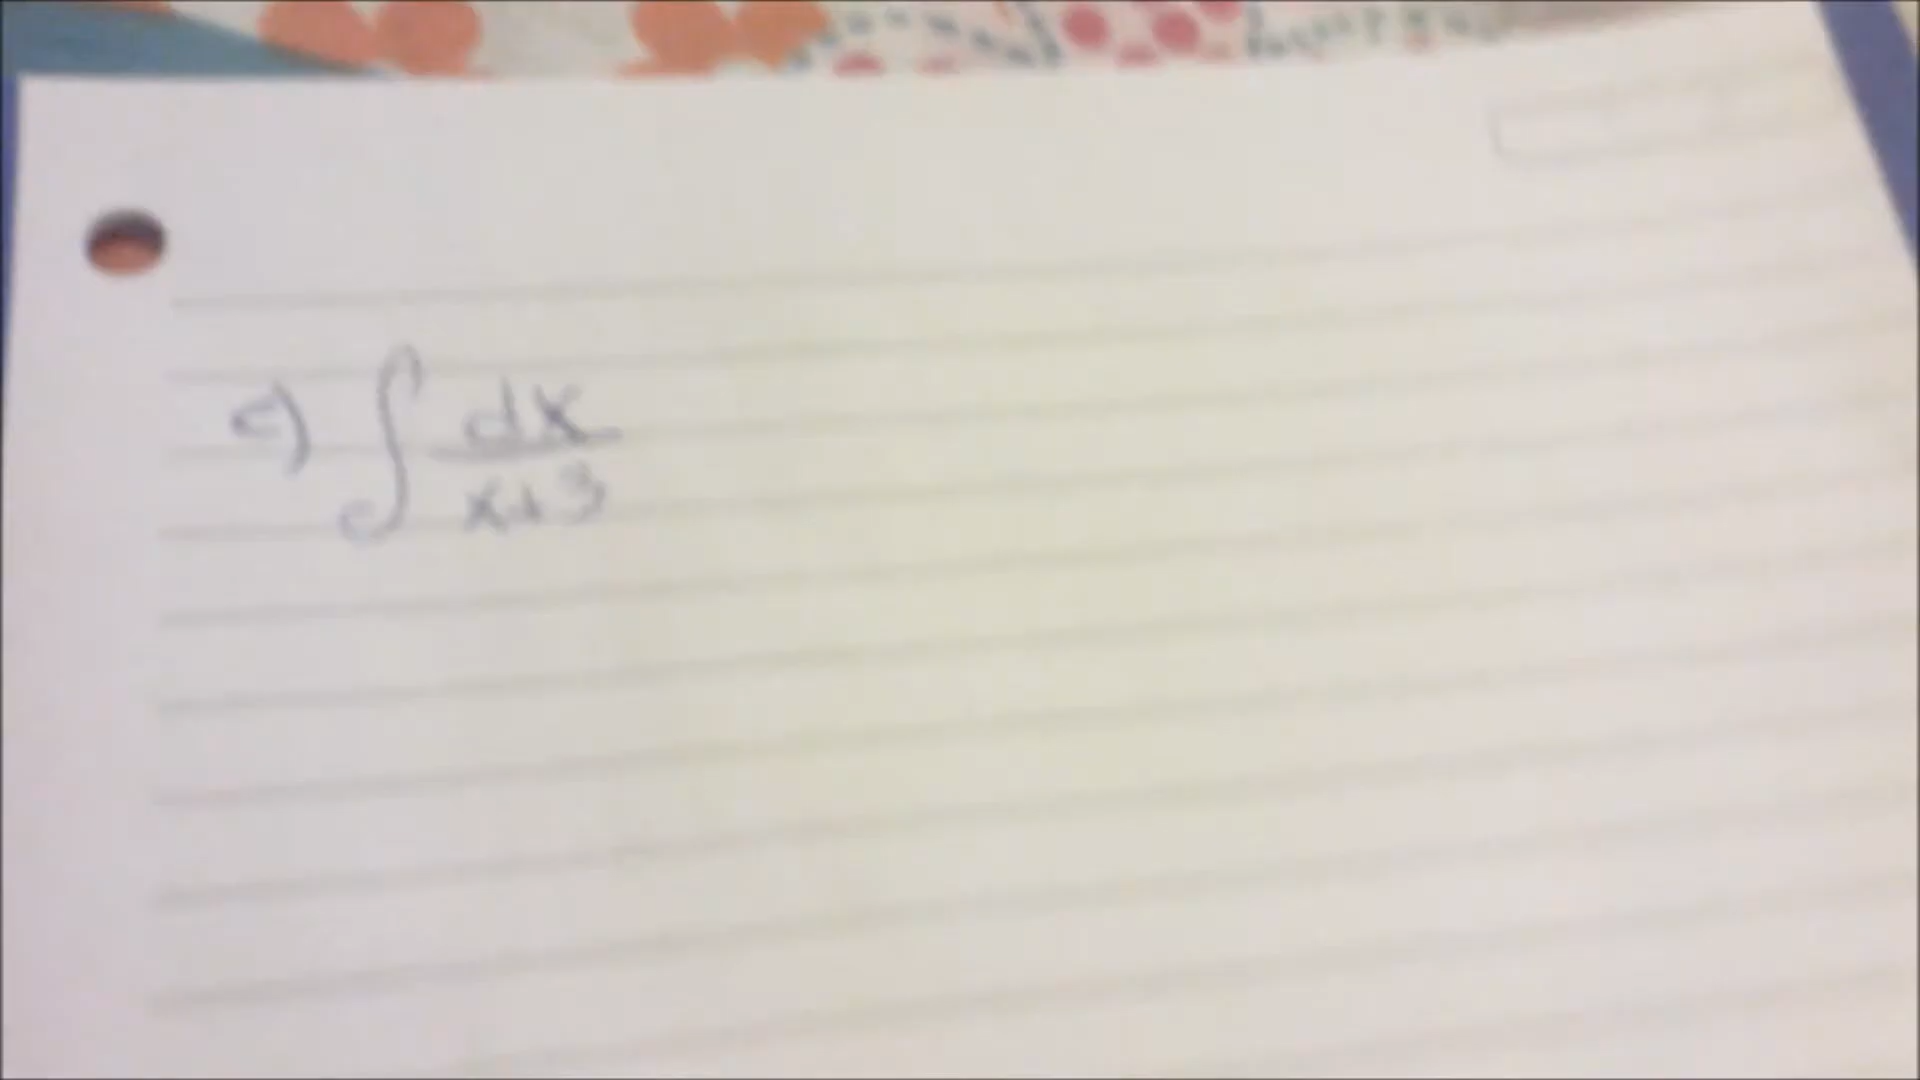 c) ∫ dx
x+3